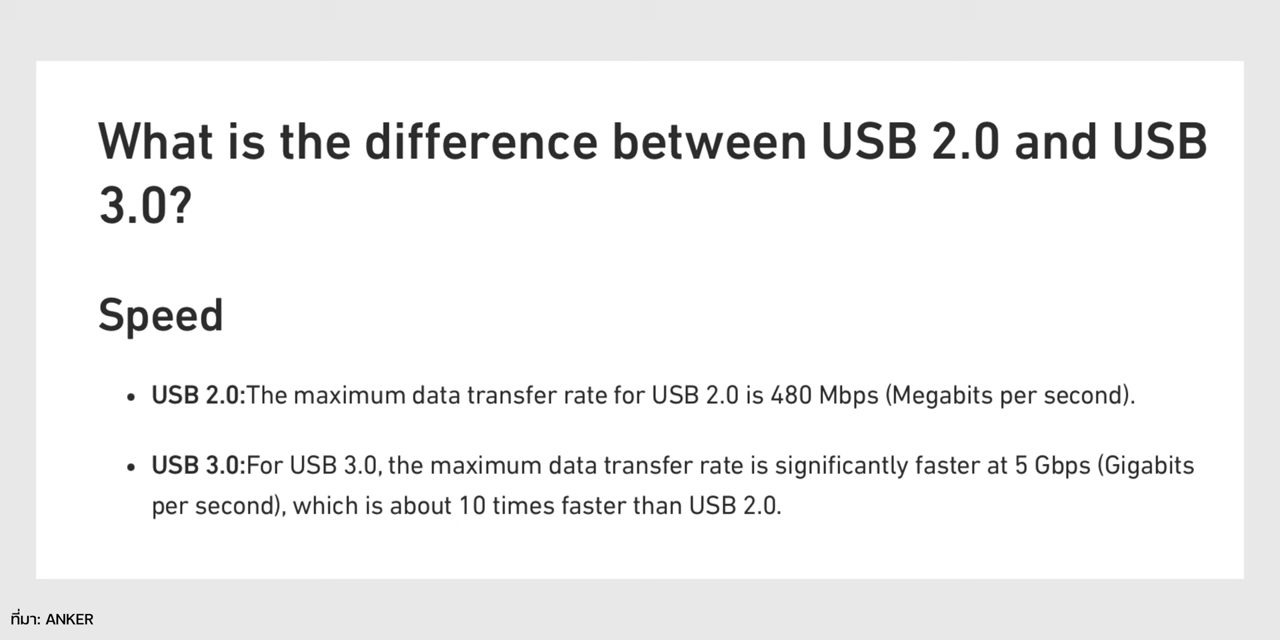 What is the difference between USB 2.0 and USB
3.0?
Speed
• USB 2.0:The maximum data transfer rate for USB 2.0 is 480 Mbps (Megabits per second).
• USB 3.0:For USB 3.0, the maximum data transfer rate is significantly faster at 5 Gbps (Gigabits
per second), which is about 10 times faster than USB 2.0.
ที่มา: ANKER